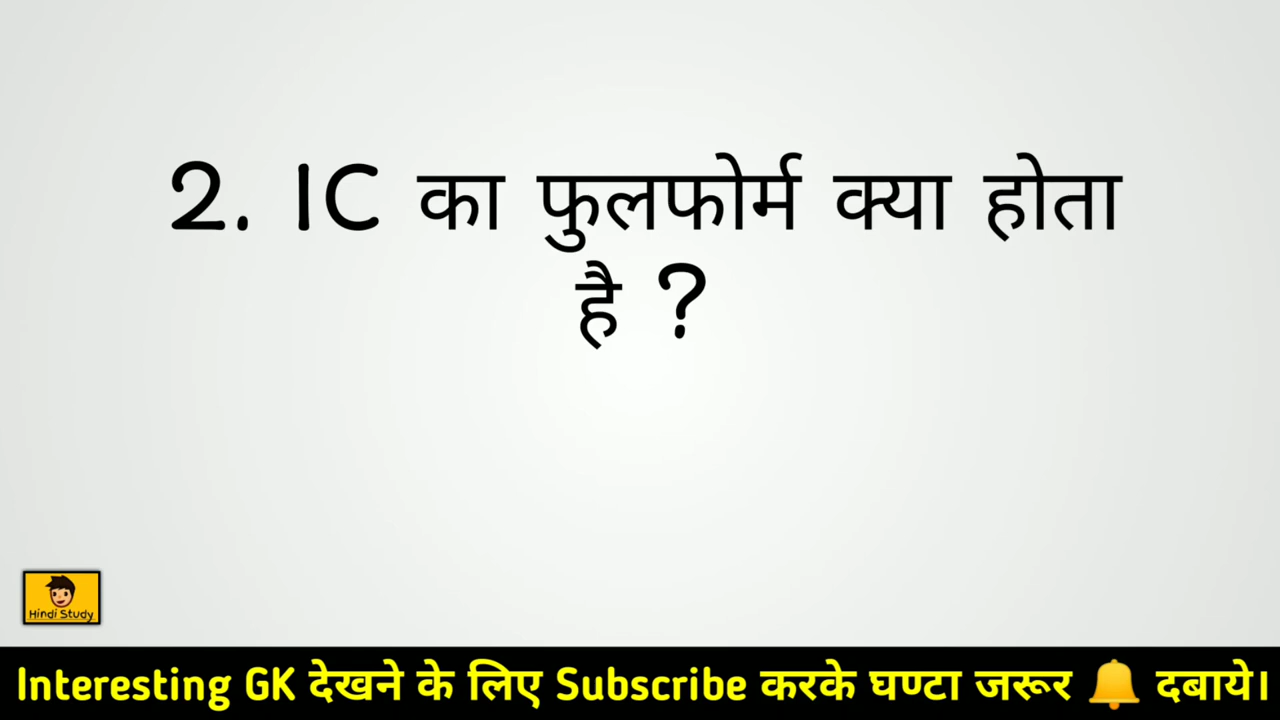 2. IC का फुलफोर्म क्या होता
है ?
Hindi Study
Interesting GK देखने के लिए Subscribe करके घण्टा जरूर 🔔 दबाये।